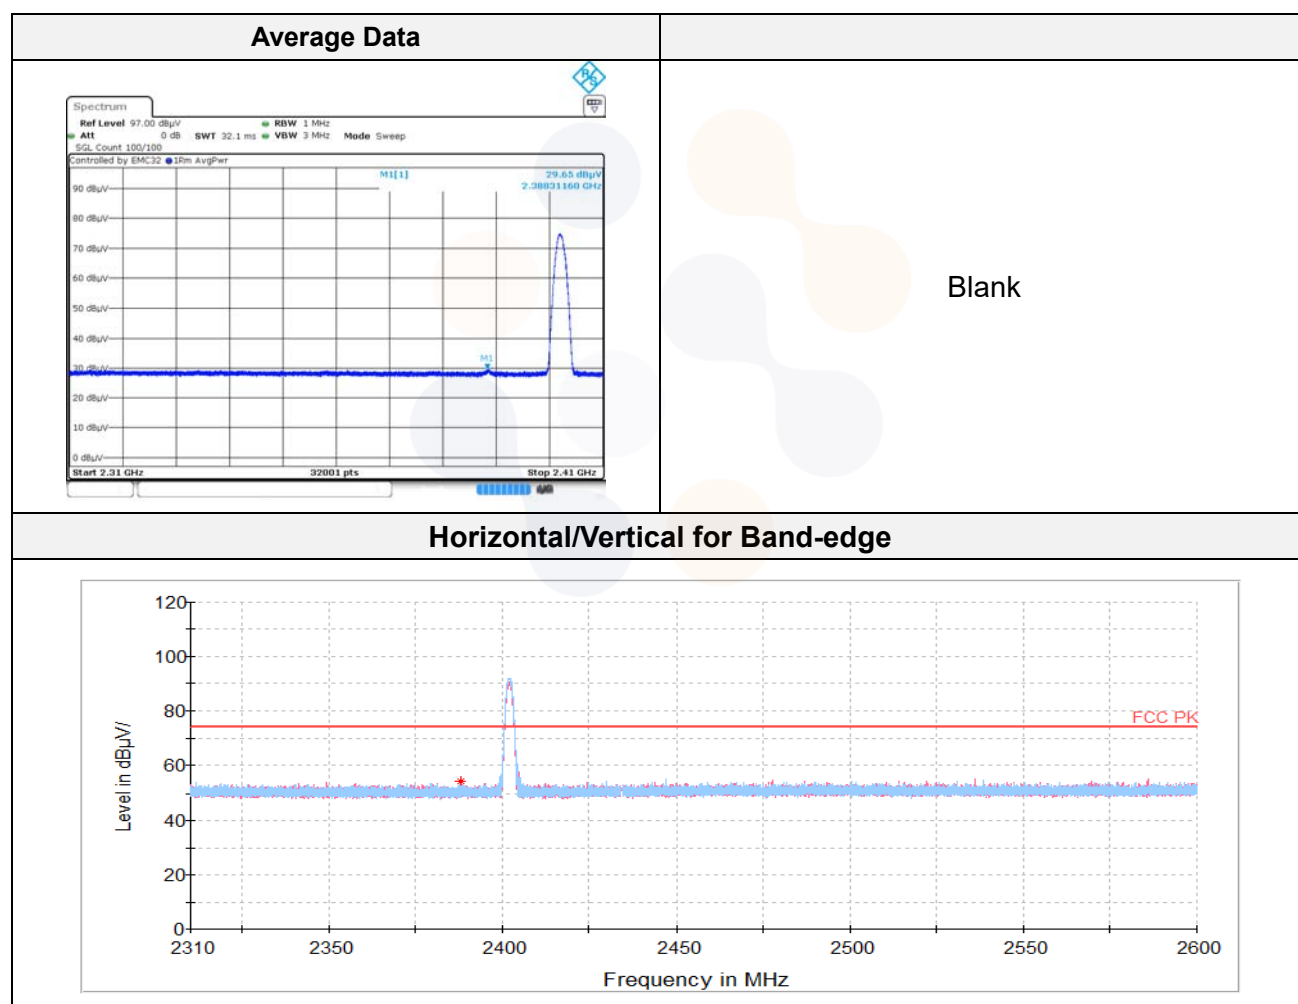 Average Data
R&S
Spectrum
Ref Level 97.00 dBµV RBW 1 MHz
Att 0 dB SWT 32.1 ms VBW 3 MHz Mode Sweep
SGL Count 100/100
Controlled by EMC32 1Rm AvgPwr
M1[1] 29.65 dBµV
2.38831160 GHz
90 dBµV
80 dBµV
70 dBµV
60 dBµV
50 dBµV
40 dBµV
M1
30 dBµV
20 dBµV
10 dBµV
0 dBµV
Start 2.31 GHz 32001 pts Stop 2.41 GHz
Blank
Horizontal/Vertical for Band-edge
120
100
80
60
40
20
0
Level in dBµV/
FCC PK
2310 2350 2400 2450 2500 2550 2600
Frequency in MHz